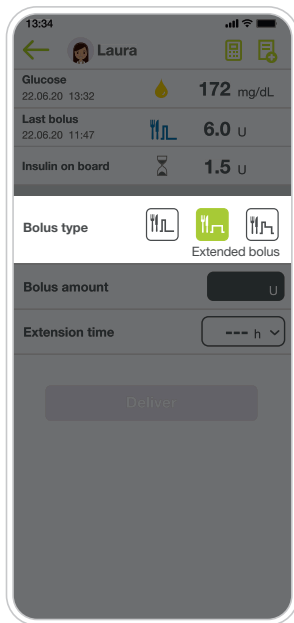 13:34
Laura
Glucose
22.06.20 13:32
172 mg/dL
Last bolus
22.06.20 11:47
6.0 U
Insulin on board
1.5 U
Bolus type
Extended bolus
Bolus amount
U
Extension time
--- h
Deliver